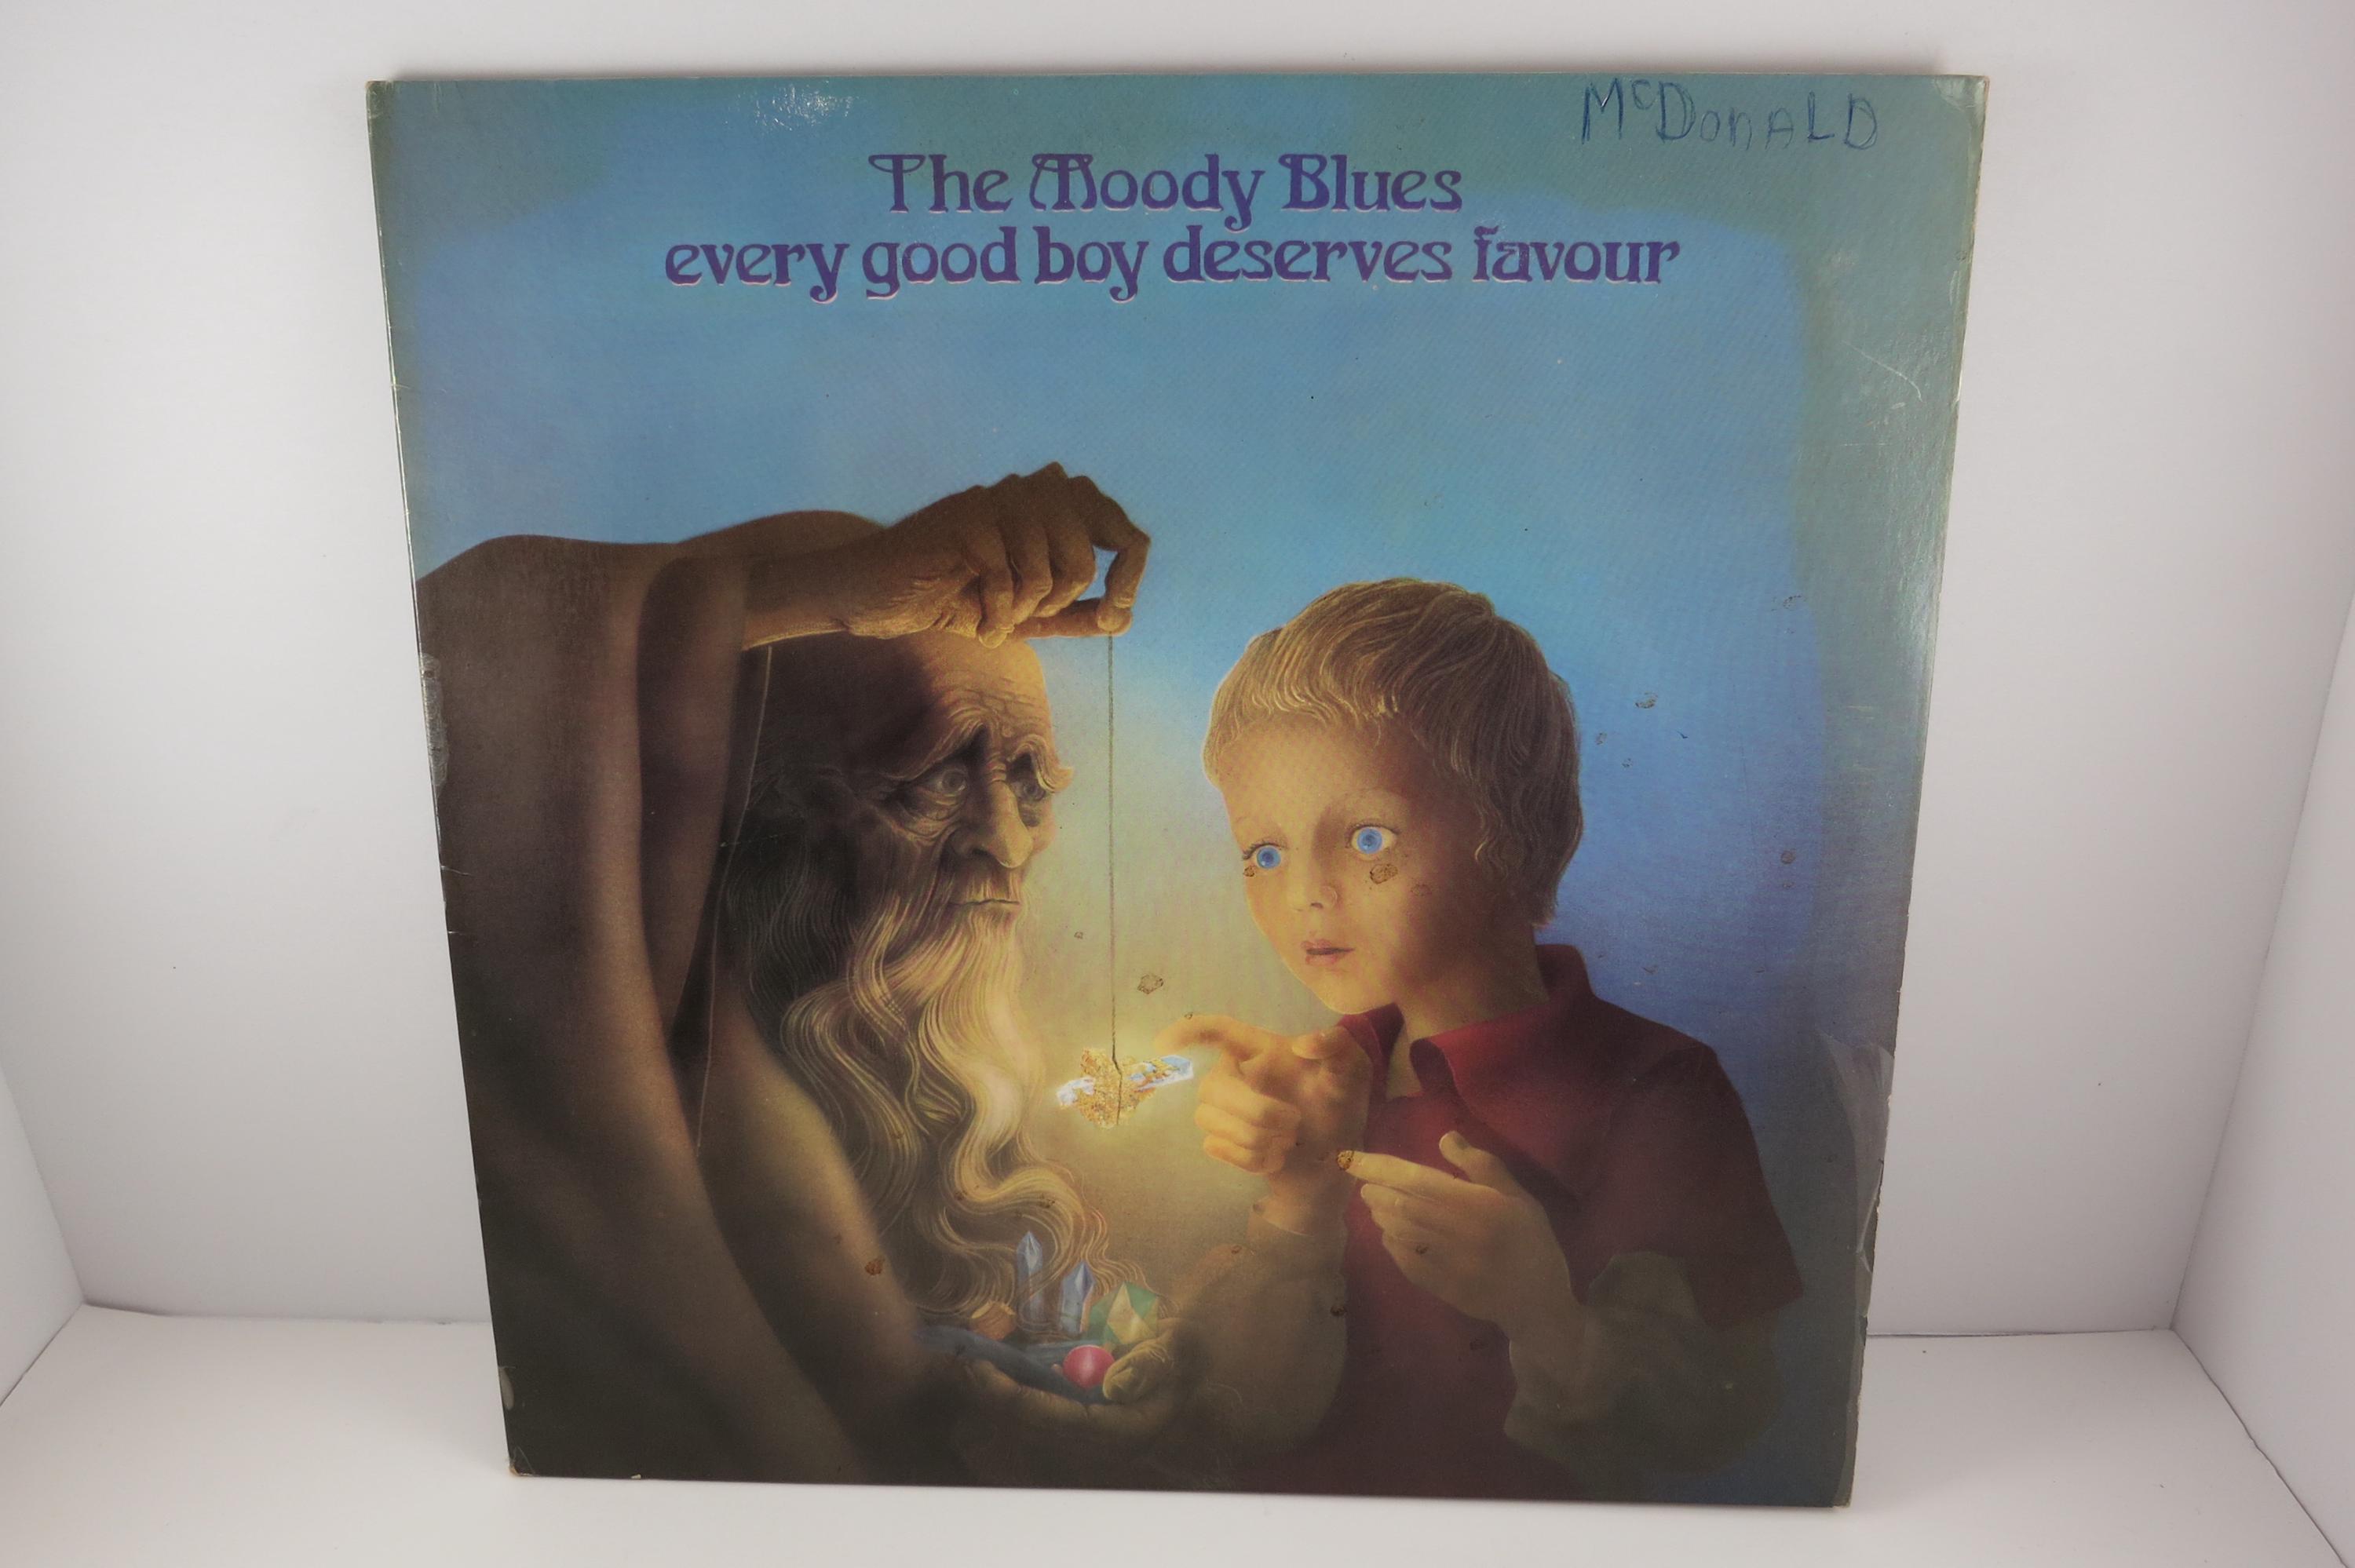 McDonALD
The Moody Blues
every good boy deserves favour